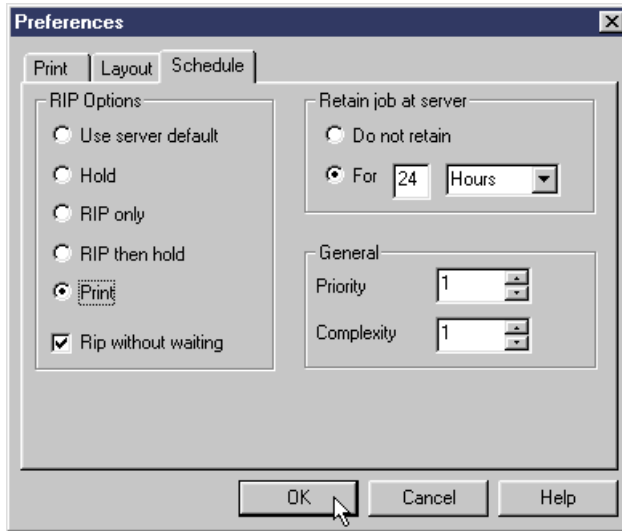 Preferences
Print
Layout
Schedule
RIP Options
Use server default
Hold
RIP only
RIP then hold
Print
Rip without waiting
Retain job at server
Do not retain
For 24 Hours
General
Priority 1
Complexity 1
OK
Cancel
Help